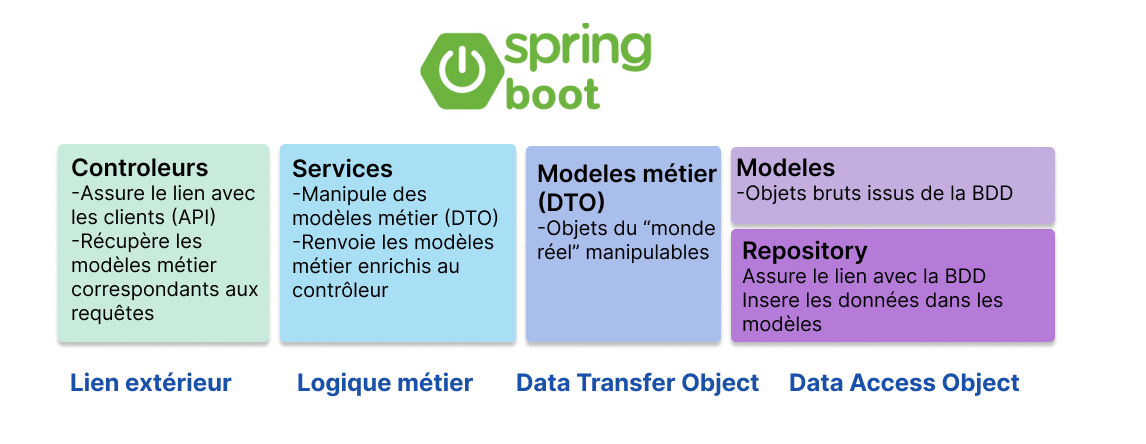 spring
boot
Controleurs
-Assure le lien avec
les clients (API)
-Récupère les
modèles métier
correspondants aux
requêtes
Services
-Manipule des
modèles métier (DTO)
-Renvoie les modèles
métier enrichis au
contrôleur
Modeles métier
(DTO)
-Objets du “monde
réel” manipulables
Modeles
-Objets bruts issus de la BDD
Repository
Assure le lien avec la BDD
Insere les données dans les
modèles
Lien extérieur
Logique métier
Data Transfer Object
Data Access Object